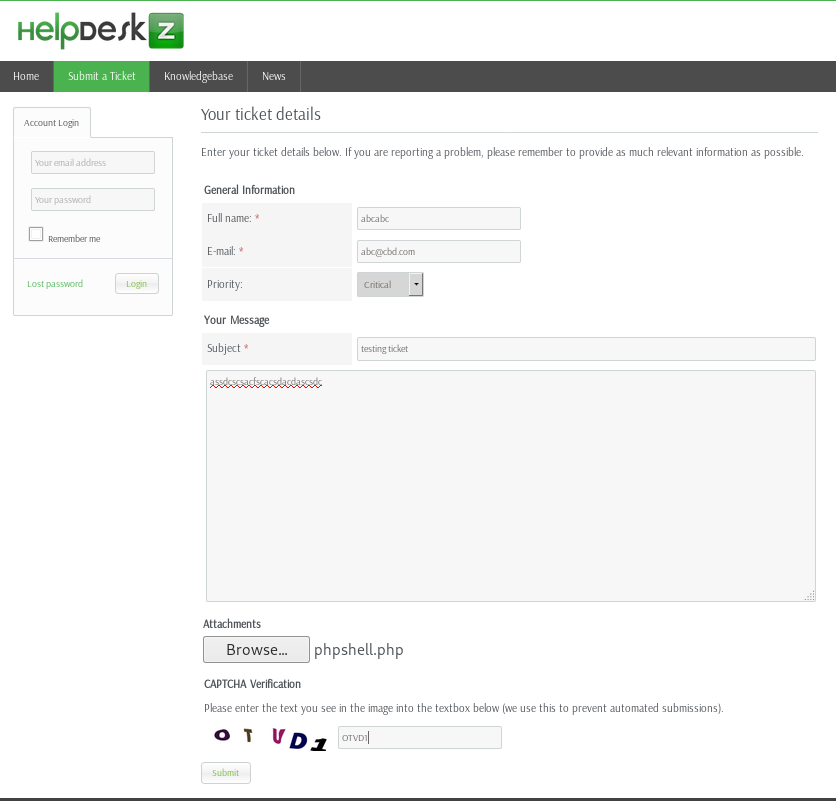 HELPDESK Z
Home Submit a Ticket Knowledgebase News
Account Login
Your email address
Your password
Remember me
Lost password Login
Your ticket details
Enter your ticket details below. If you are reporting a problem, please remember to provide as much relevant information as possible.
General Information
Full name: * abcabc
E-mail: * abc@cbd.com
Priority: Critical
Your Message
Subject * testing ticket
assdcscsacfscacsdacdascsdc
Attachments
Browse... phpshell.php
CAPTCHA Verification
Please enter the text you see in the image into the textbox below (we use this to prevent automated submissions).
O T V D 1 OTVD1
Submit